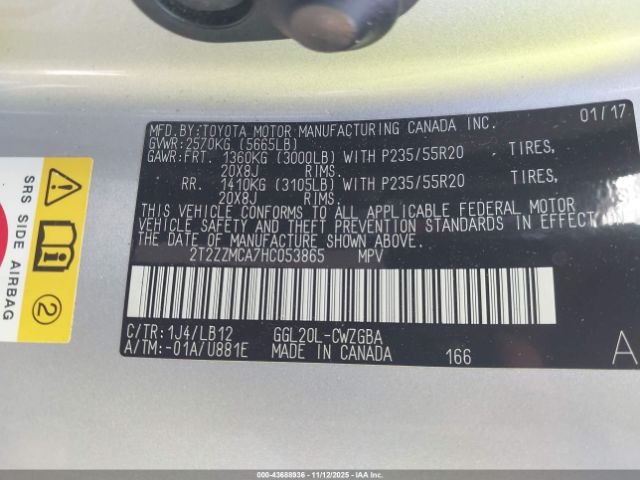 MFD.BY:TOYOTA MOTOR MANUFACTURING CANADA INC. 01/17
GVWR:2570KG (5665LB)
GAWR:FRT. 1360KG (3000LB) WITH P235/55R20 TIRES,
20X8J RIMS.
RR. 1410KG (3105LB) WITH P235/55R20 TIRES,
20X8J RIMS.
THIS VEHICLE CONFORMS TO ALL APPLICABLE FEDERAL MOTOR
VEHICLE SAFETY AND THEFT PREVENTION STANDARDS IN EFFECT ON
THE DATE OF MANUFACTURE SHOWN ABOVE.
2T2ZZMCA7HC053865 MPV
C/TR:1J4/LB12 GGL20L-CWZGBA
A/TM:-01A/U881E MADE IN CANADA 166 A
SRS SIDE AIRBAG
2
000-43688936 - 11/12/2025 - IAAI.COM